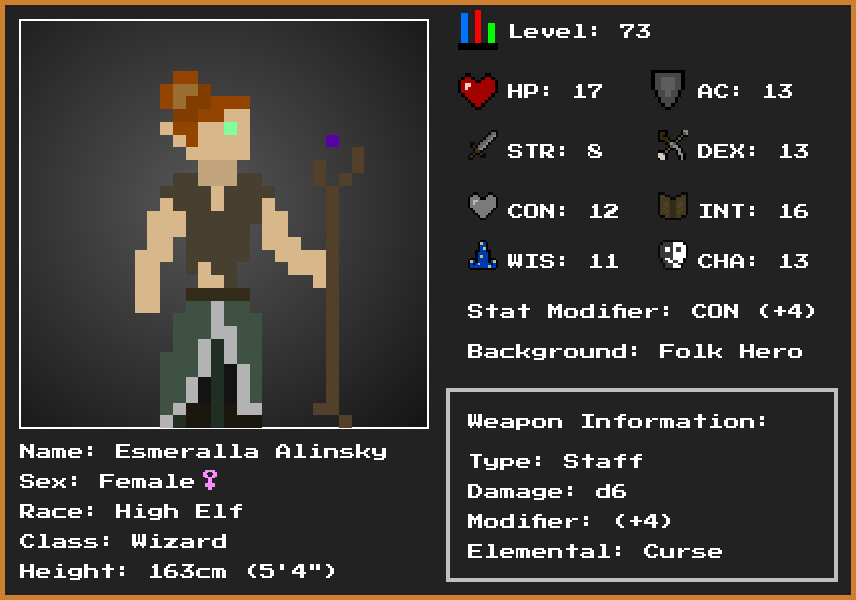 Level: 73
HP: 17
AC: 13
STR: 8
DEX: 13
CON: 12
INT: 16
WIS: 11
CHA: 13
Stat Modifier: CON (+4)
Background: Folk Hero
Weapon Information:
Type: Staff
Damage: d6
Modifier: (+4)
Elemental: Curse
Name: Esmeralla Alinsky
Sex: Female♀
Race: High Elf
Class: Wizard
Height: 163cm (5'4")